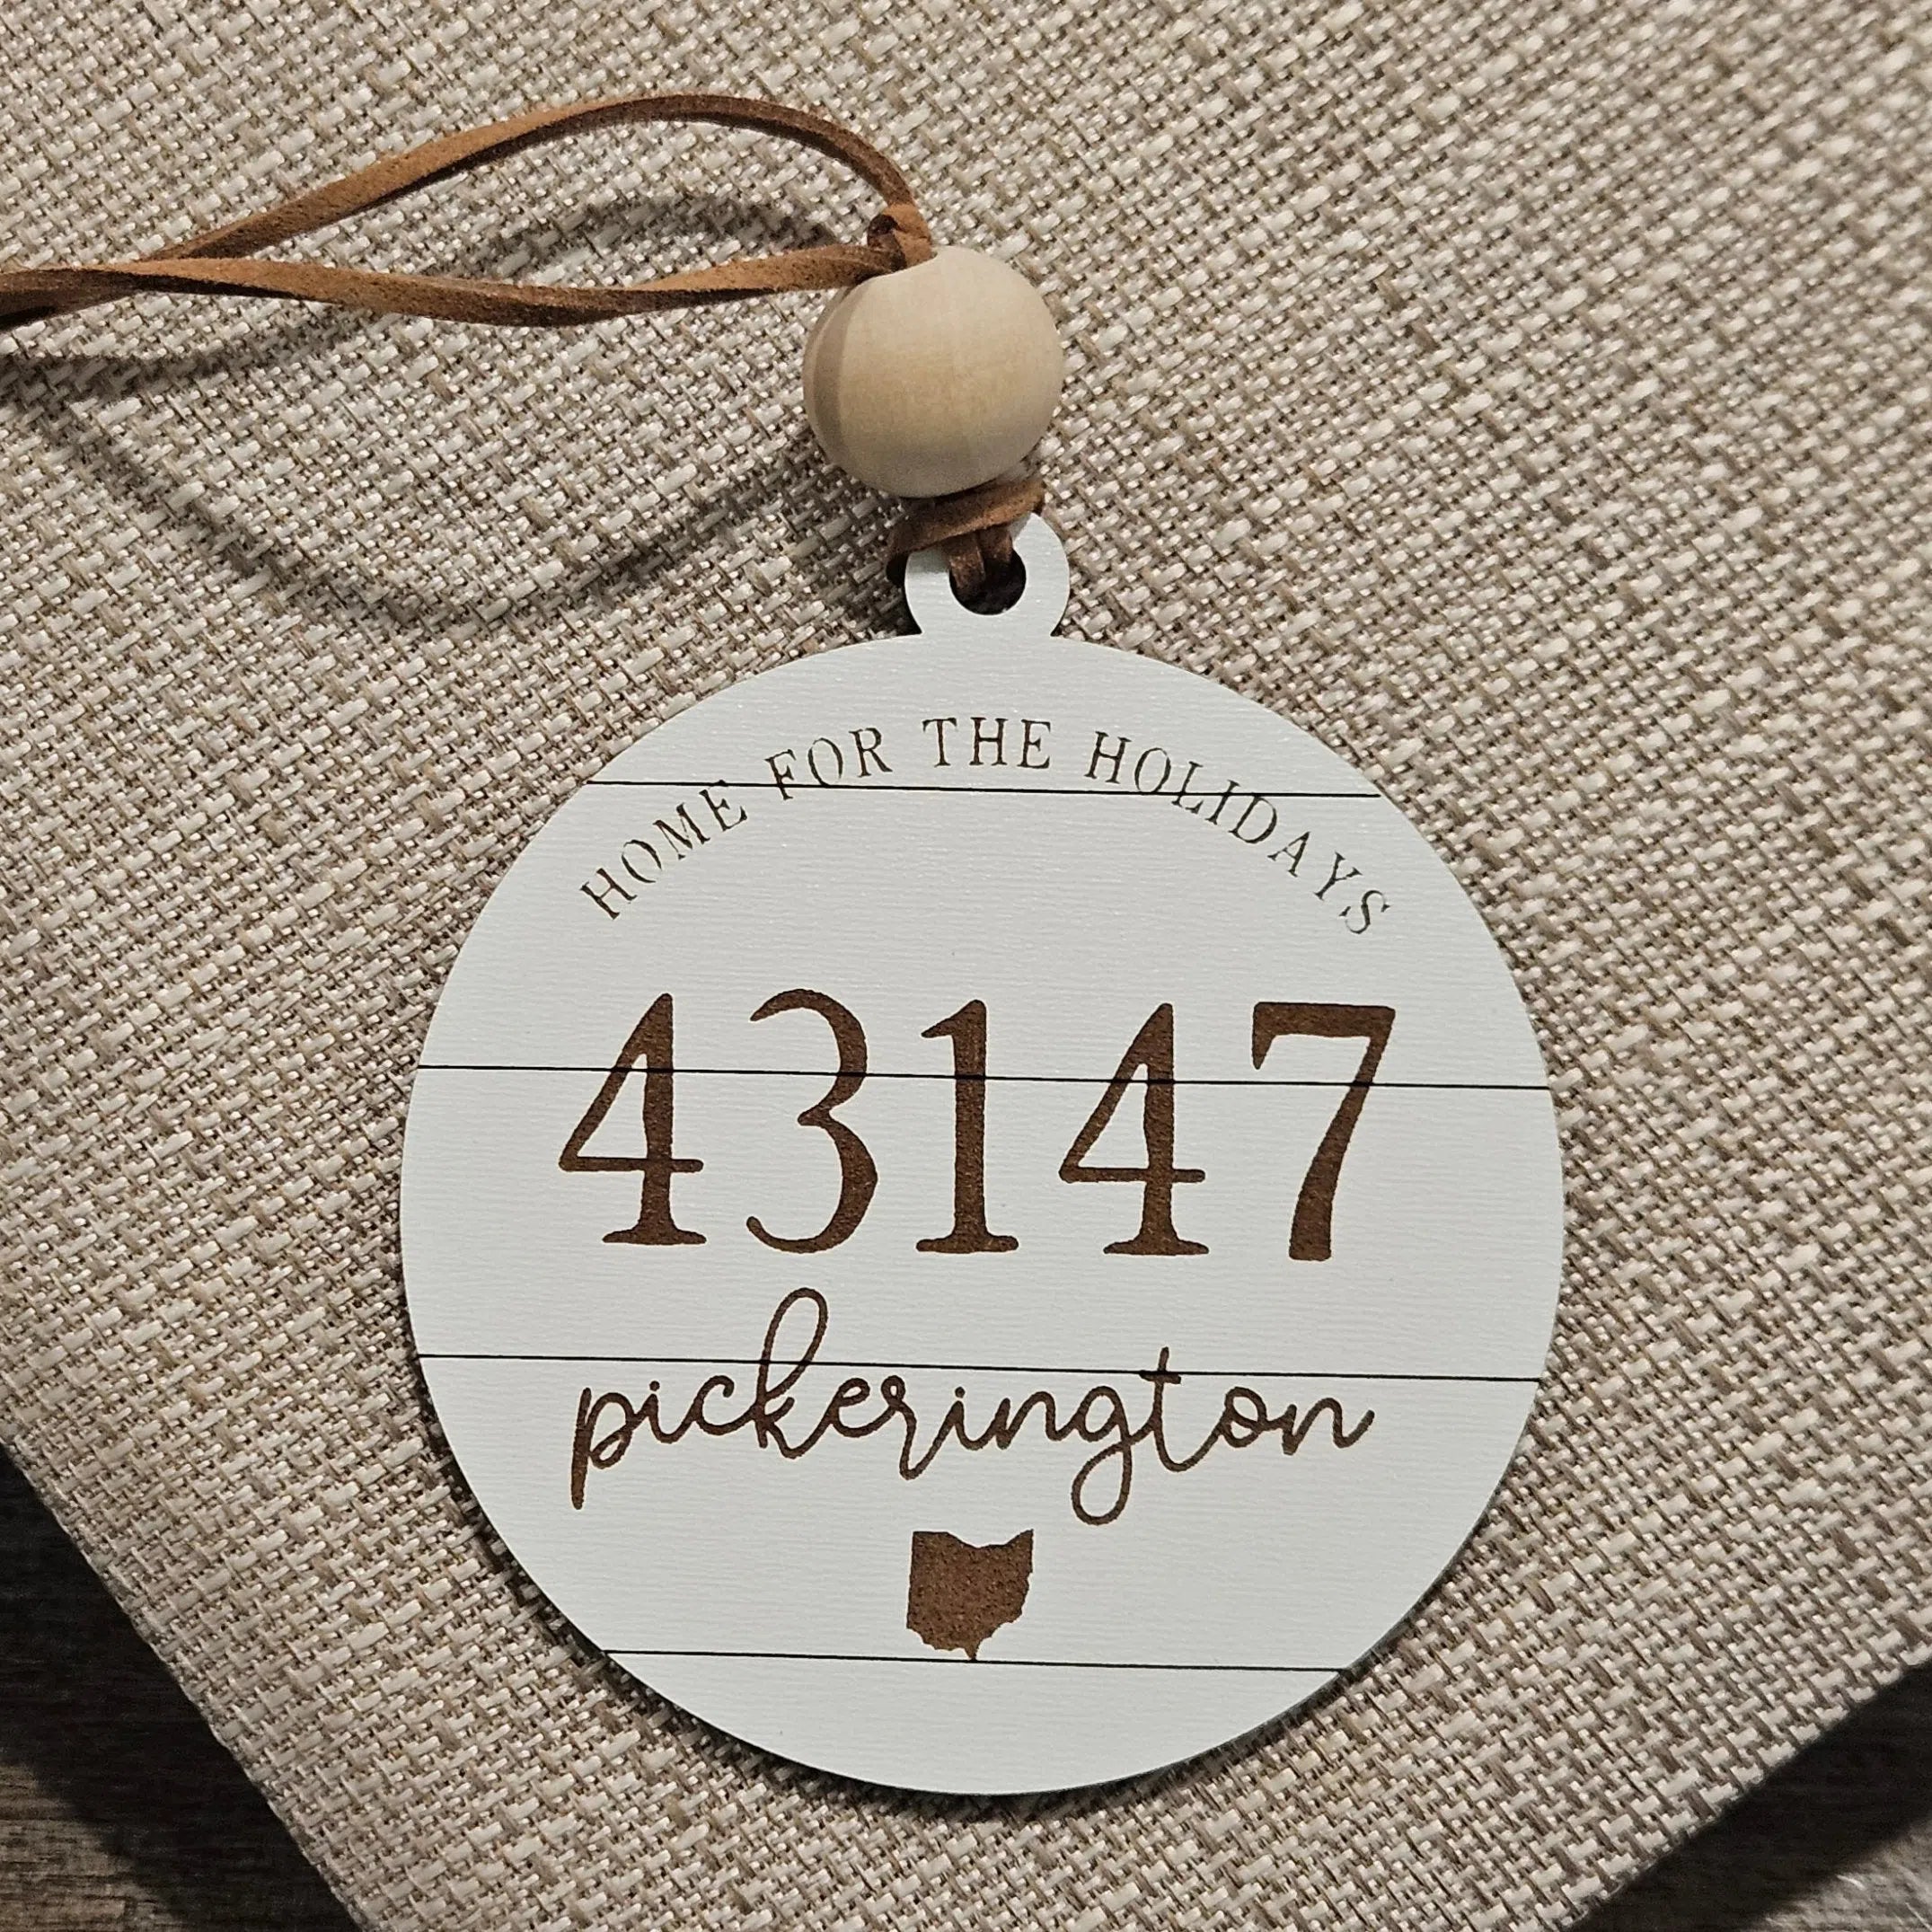 HOME FOR THE HOLIDAYS
43147
pickerington